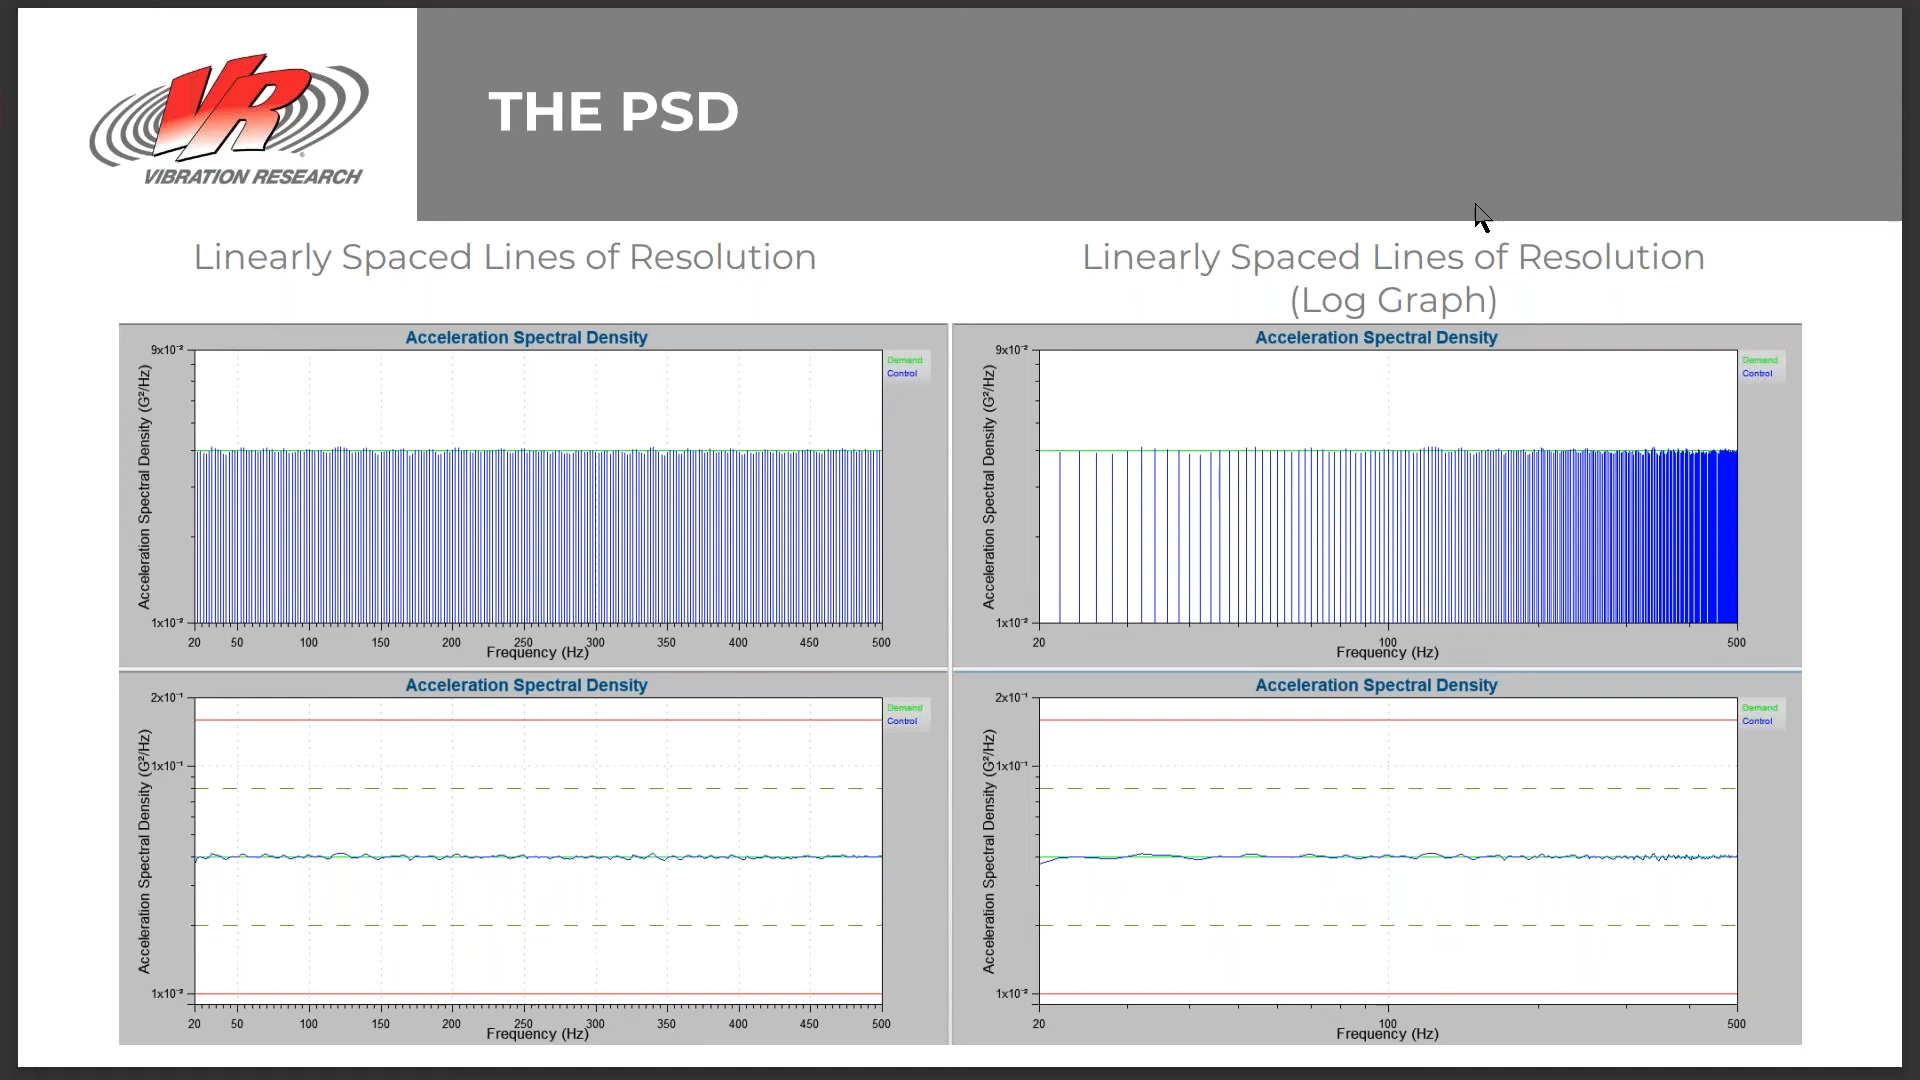 VR
VIBRATION RESEARCH
THE PSD
Linearly Spaced Lines of Resolution
Linearly Spaced Lines of Resolution
(Log Graph)
Acceleration Spectral Density
Demand
Control
Acceleration Spectral Density (G²/Hz)
9x10⁻²
1x10⁻²
20 50 100 150 200 250 300 350 400 450 500
Frequency (Hz)
Acceleration Spectral Density
Demand
Control
Acceleration Spectral Density (G²/Hz)
9x10⁻²
1x10⁻²
20 100 500
Frequency (Hz)
Acceleration Spectral Density
Demand
Control
Acceleration Spectral Density (G²/Hz)
2x10⁻¹
1x10⁻¹
1x10⁻²
20 50 100 150 200 250 300 350 400 450 500
Frequency (Hz)
Acceleration Spectral Density
Demand
Control
Acceleration Spectral Density (G²/Hz)
2x10⁻¹
1x10⁻¹
1x10⁻²
20 100 500
Frequency (Hz)